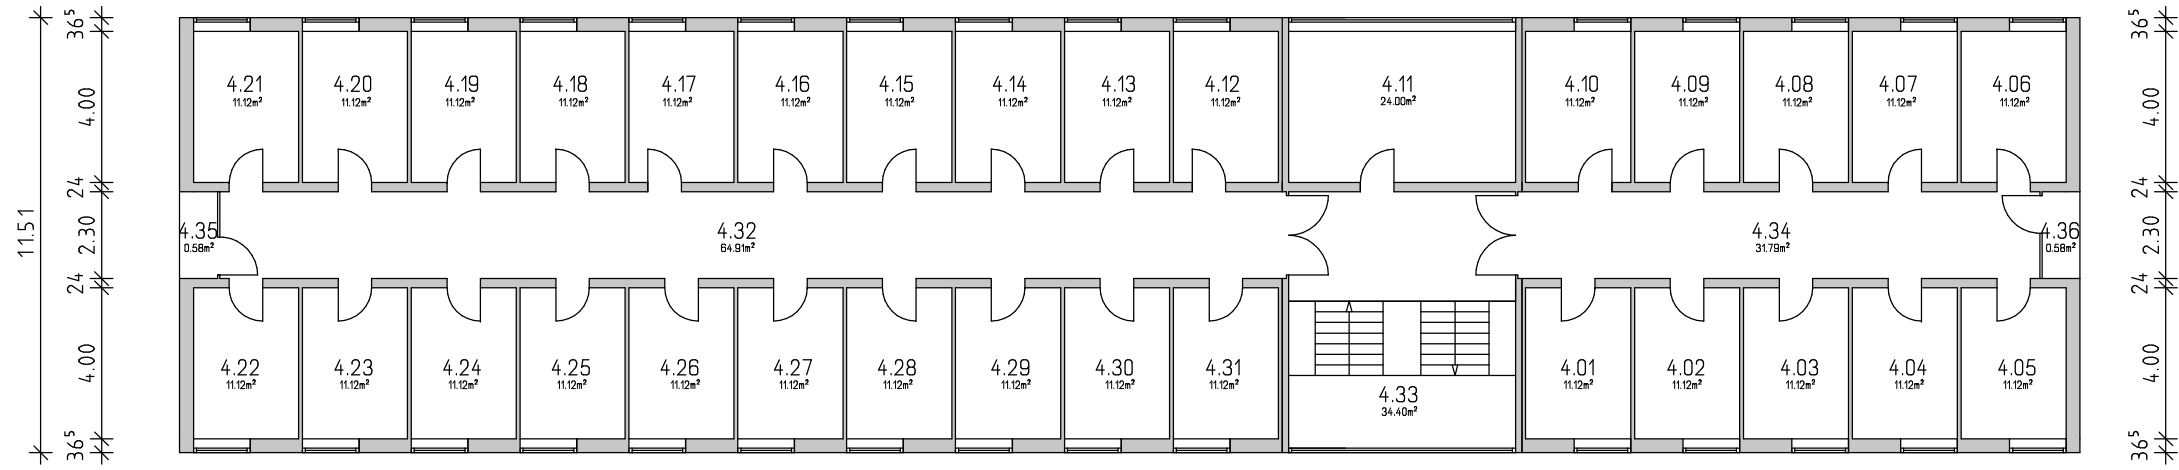 36⁵
36⁵
4.21
11.12m²
4.20
11.12m²
4.19
11.12m²
4.18
11.12m²
4.17
11.12m²
4.16
11.12m²
4.15
11.12m²
4.14
11.12m²
4.13
11.12m²
4.12
11.12m²
4.11
24.00m²
4.10
11.12m²
4.09
11.12m²
4.08
11.12m²
4.07
11.12m²
4.06
11.12m²
4.00
4.00
24
24
11.51
2.30
4.35
0.58m²
4.32
64.91m²
4.34
31.79m²
4.36
0.58m²
2.30
24
24
4.00
4.22
11.12m²
4.23
11.12m²
4.24
11.12m²
4.25
11.12m²
4.26
11.12m²
4.27
11.12m²
4.28
11.12m²
4.29
11.12m²
4.30
11.12m²
4.31
11.12m²
4.33
34.40m²
4.01
11.12m²
4.02
11.12m²
4.03
11.12m²
4.04
11.12m²
4.05
11.12m²
4.00
36⁵
36⁵